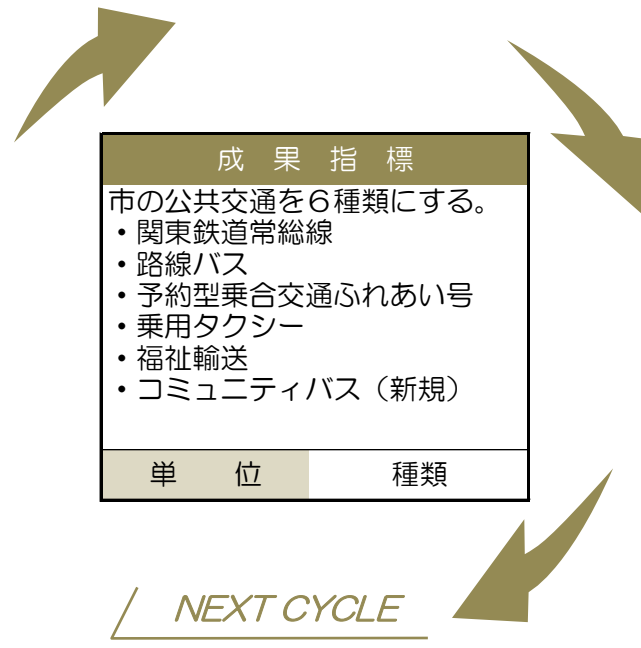 成果指標
市の公共交通を６種類にする。
・関東鉄道常総線
・路線バス
・予約型乗合交通ふれあい号
・乗用タクシー
・福祉輸送
・コミュニティバス（新規）
単位 種類
NEXT CYCLE